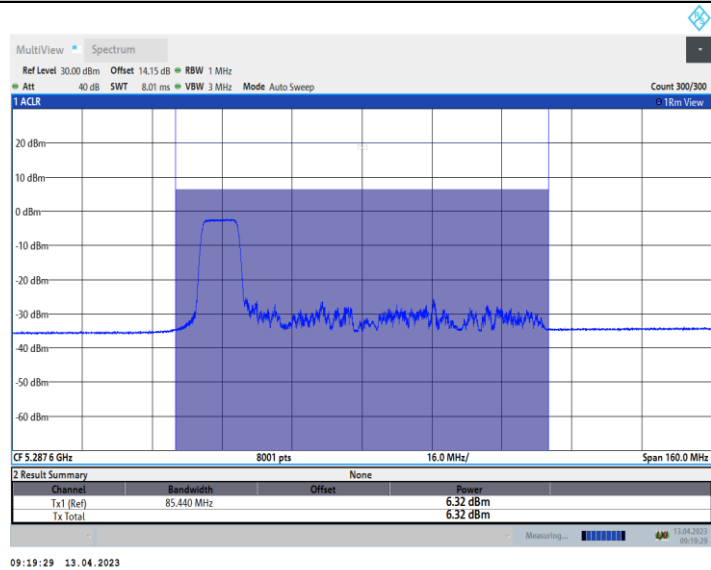 R S
MultiView Spectrum
Ref Level 30.00 dBm Offset 14.15 dB RBW 1 MHz
Att 40 dB SWT 8.01 ms VBW 3 MHz Mode Auto Sweep Count 300/300
1 ACLR 1Rm View
20 dBm
10 dBm
0 dBm
-10 dBm
-20 dBm
-30 dBm
-40 dBm
-50 dBm
-60 dBm
CF 5.287 6 GHz 8001 pts 16.0 MHz/ Span 160.0 MHz
2 Result Summary None
Channel Bandwidth Offset Power
Tx1 (Ref) 85.440 MHz 6.32 dBm
Tx Total 6.32 dBm
Measuring... 13.04.2023
09:19:29
09:19:29 13.04.2023